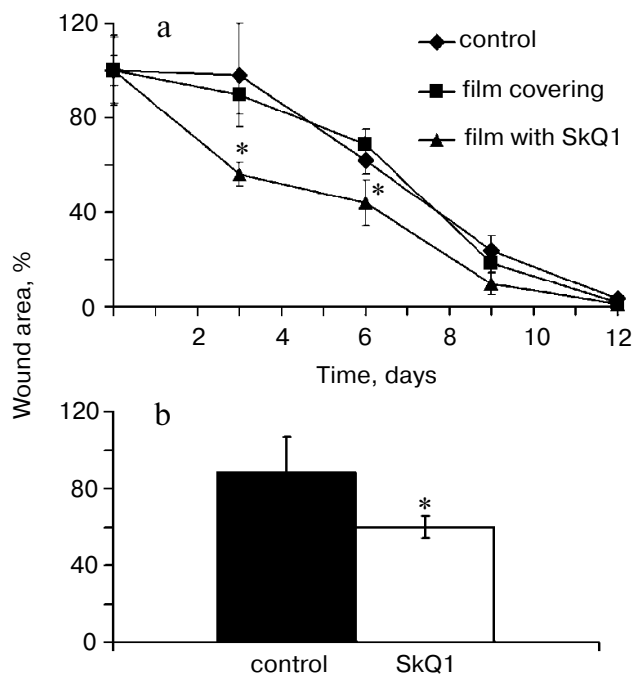 120
a
control
film covering
film with SkQ1
80
*
*
40
0
2 4 6 8 10 12
Time, days
Wound area, %
120
b
80
*
40
0
control SkQ1